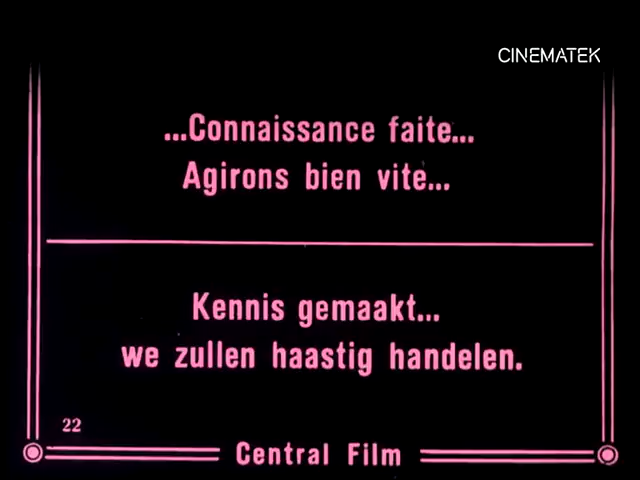 CINEMATEK
...Connaissance faite...
Agirons bien vite...
Kennis gemaakt...
we zullen haastig handelen.
22
Central Film